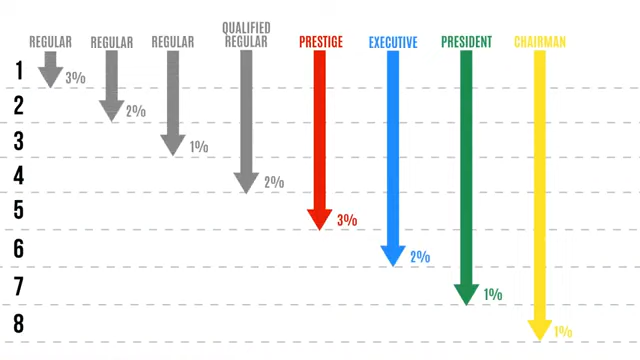 REGULAR
REGULAR
REGULAR
QUALIFIED
REGULAR
PRESTIGE
EXECUTIVE
PRESIDENT
CHAIRMAN
1
3%
2
2%
3
1%
4
2%
5
3%
6
2%
7
1%
8
1%